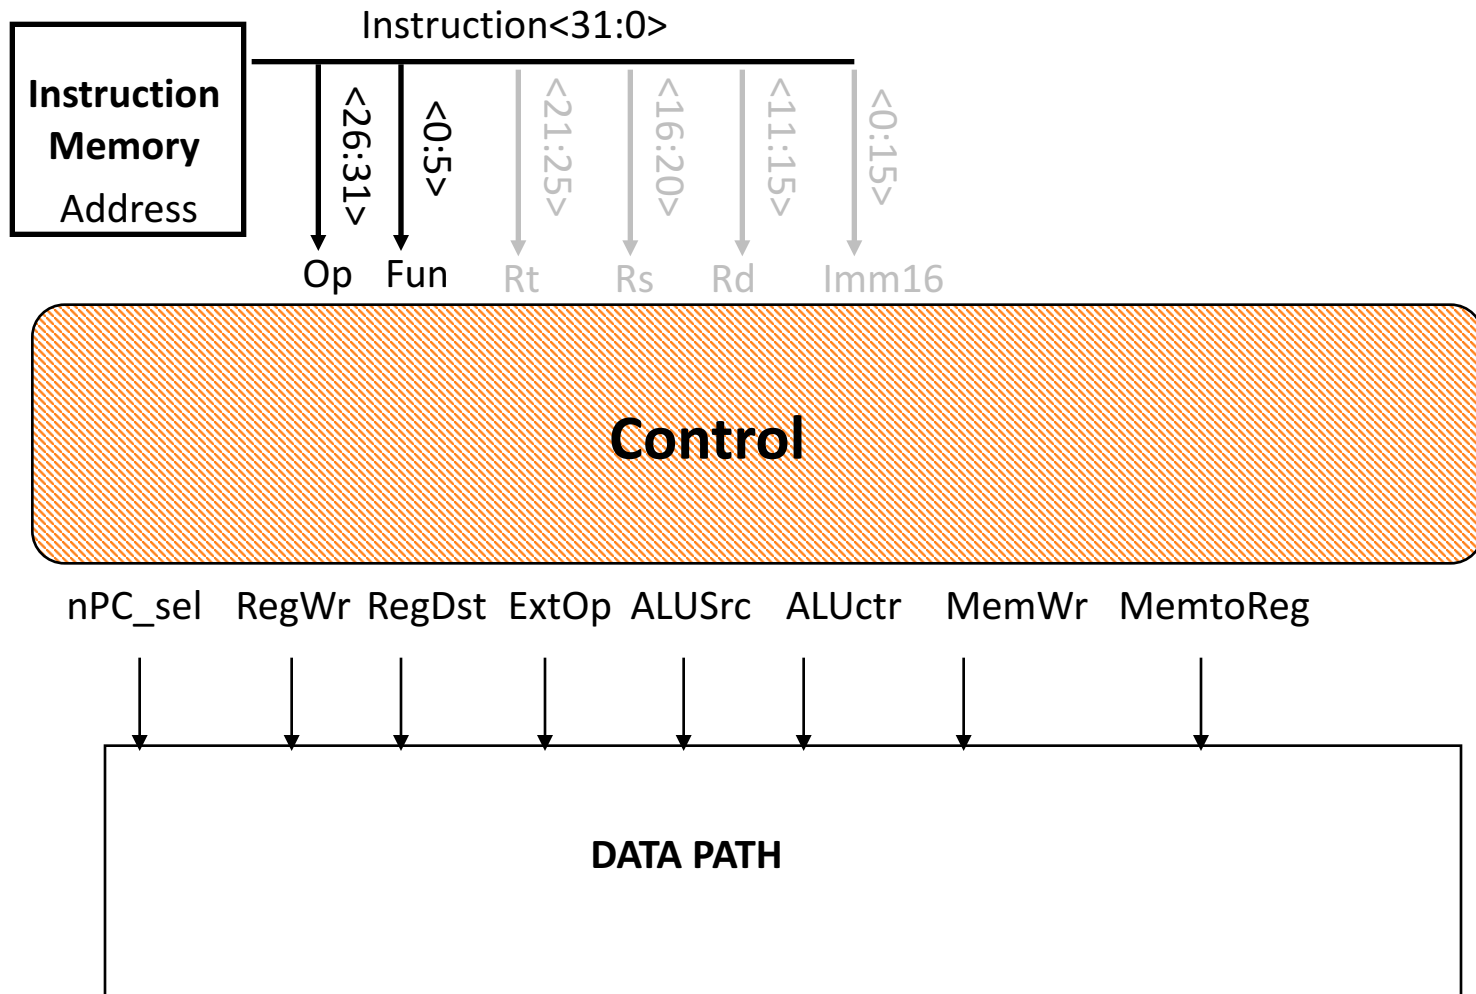 Instruction<31:0>
Instruction
Memory
Address
<26:31>
<0:5>
<21:25>
<16:20>
<11:15>
<0:15>
Op Fun Rt Rs Rd Imm16
Control
nPC_sel RegWr RegDst ExtOp ALUSrc ALUctr MemWr MemtoReg
DATA PATH